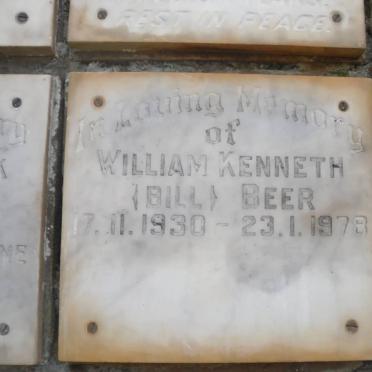 REST IN PEACE.
In Loving Memory
of
WILLIAM KENNETH
{BILL} BEER
17.11.1930 - 23.1.1978